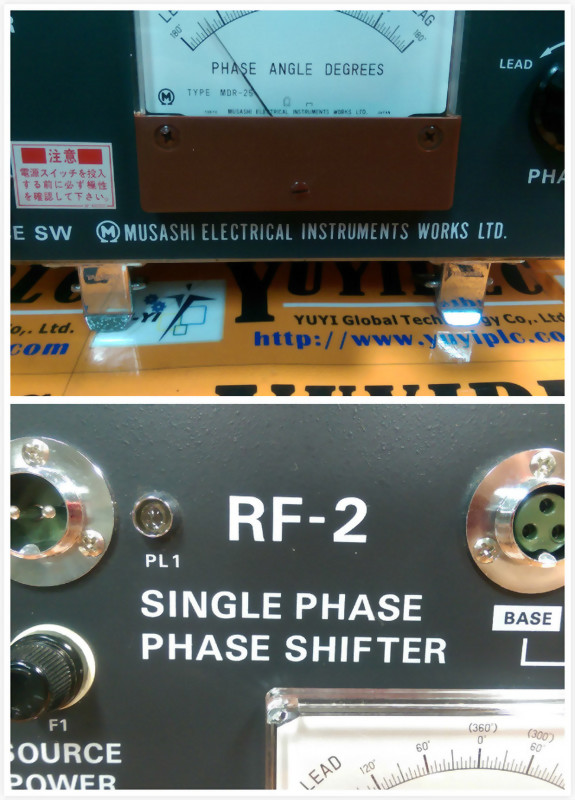 LE
LAG
180°
180°
PHASE ANGLE DEGREES
TYPE MDR-25
TOKYO MUSASHI ELECTRICAL INSTRUMENTS WORKS LTD. JAPAN
LEAD
PHA
注意
電源スイッチを投入
する前に必ず極性
を確認して下さい。
E SW
MUSASHI ELECTRICAL INSTRUMENTS WORKS LTD.
-YI
YUYI Global Technology Co,. Ltd.
Co,. Ltd.
http://www.yuyiplc.co
com
RF-2
PL1
SINGLE PHASE
PHASE SHIFTER
BASE
F1
SOURCE
POWER
LEAD
120°
60°
(360°)
0°
(300°)
60°